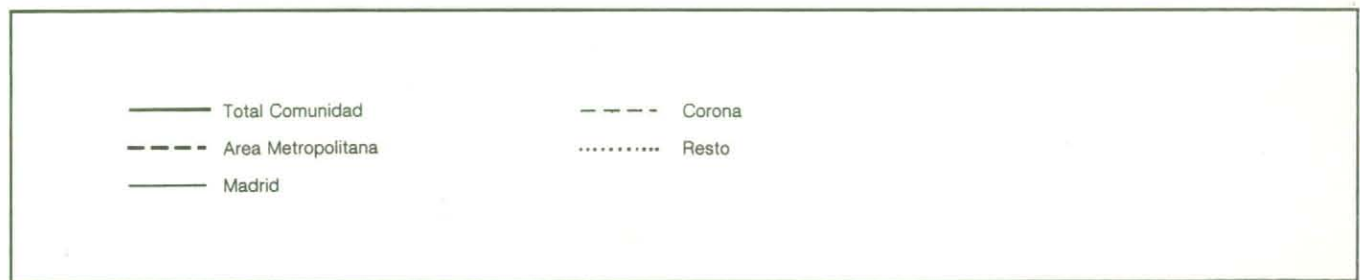 Total Comunidad
Area Metropolitana
Madrid
Corona
Resto